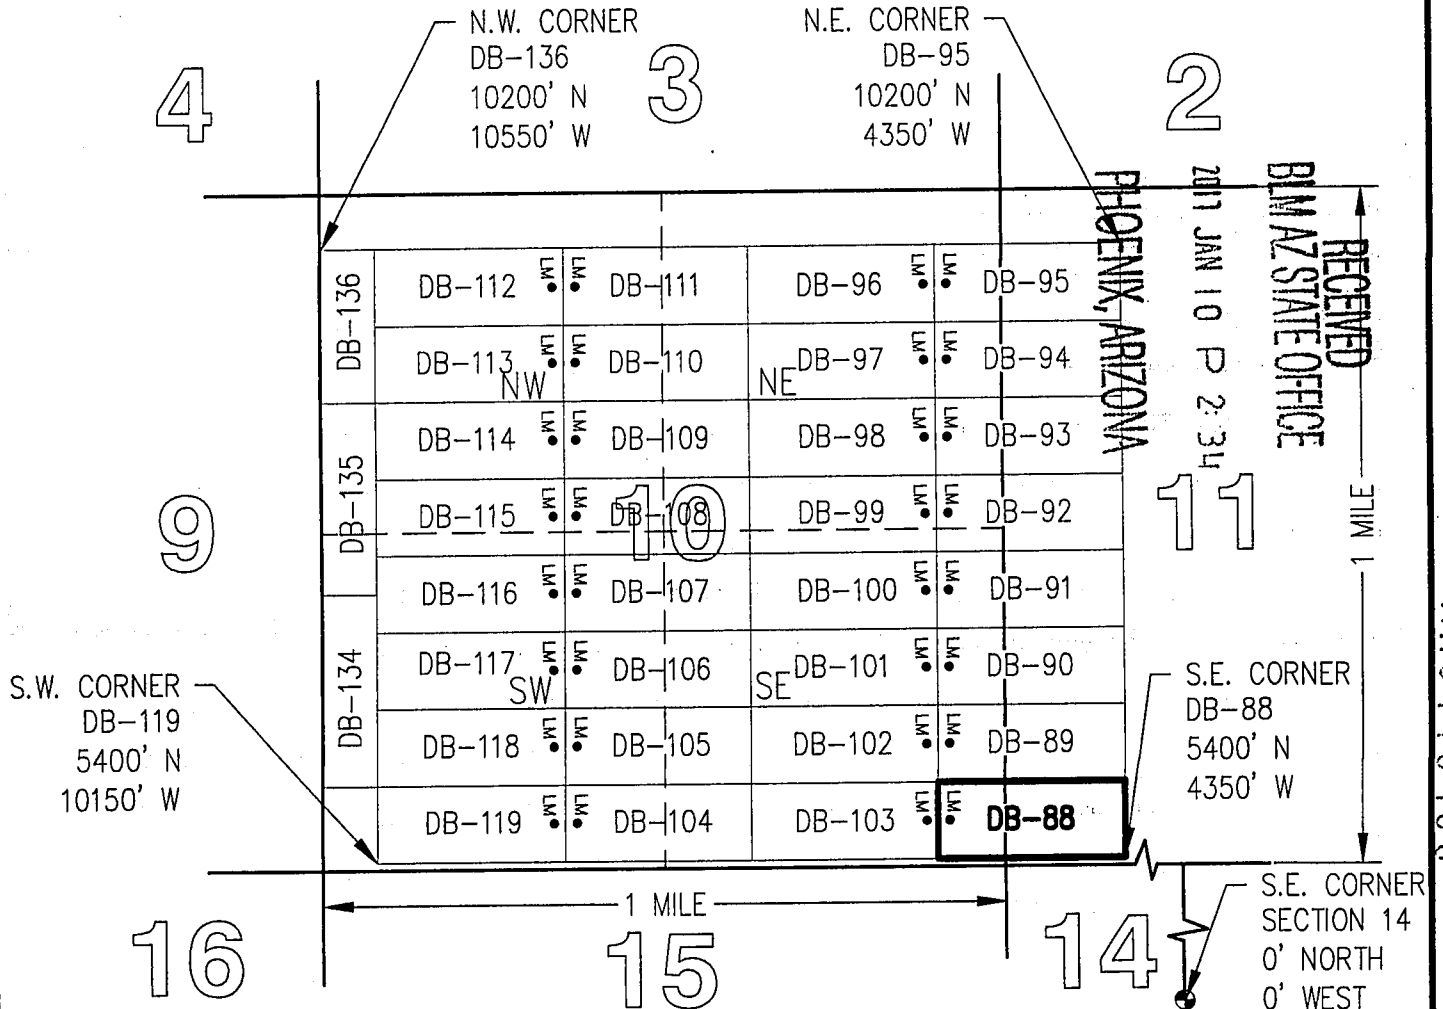 N.W. CORNER
DB-136
10200' N
10550' W
N.E. CORNER
DB-95
10200' N
4350' W
4
3
2
RECEIVED
BLM AZ STATE OFFICE
2011 JAN 10 P 2:34
PHOENIX, ARIZONA
DB-136
DB-112 LM LM DB-111 DB-96 LM LM DB-95
DB-113 LM LM DB-110 DB-97 LM LM DB-94
NW NE
DB-135
DB-114 LM LM DB-109 DB-98 LM LM DB-93
DB-115 LM LM DB-108 DB-99 LM LM DB-92
9
10
11
1 MILE
DB-134
DB-116 LM LM DB-107 DB-100 LM LM DB-91
DB-117 LM LM DB-106 DB-101 LM LM DB-90
SW SE
DB-118 LM LM DB-105 DB-102 LM LM DB-89
DB-119 LM LM DB-104 DB-103 LM LM DB-88
S.W. CORNER
DB-119
5400' N
10150' W
S.E. CORNER
DB-88
5400' N
4350' W
1 MILE
16
15
14
S.E. CORNER
SECTION 14
0' NORTH
0' WEST